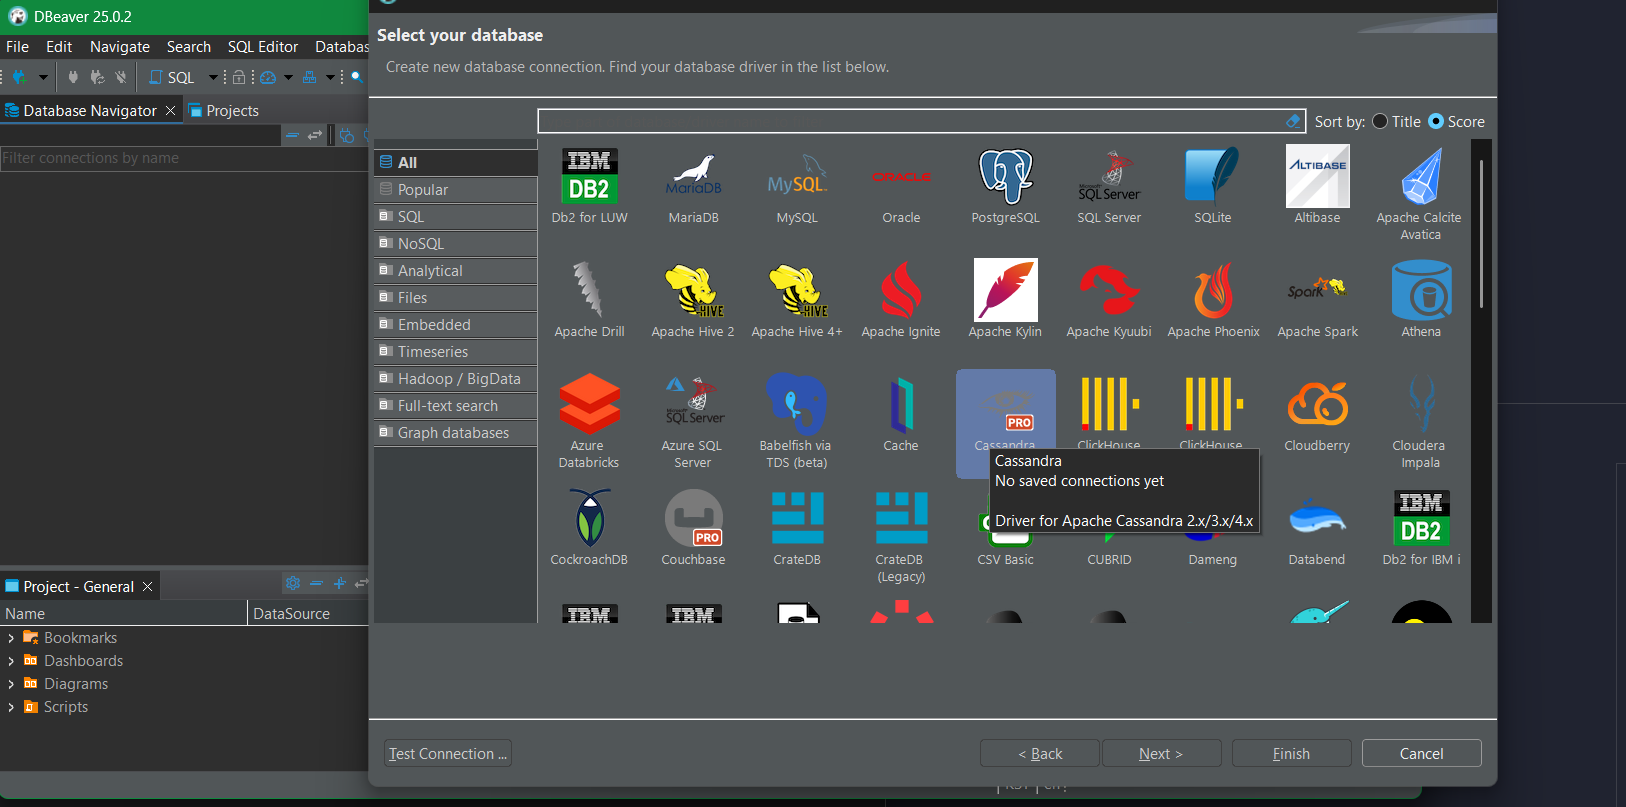 DBeaver 25.0.2
File Edit Navigate Search SQL Editor Databas
SQL
Database Navigator
Projects
Filter connections by name
Select your database
Create new database connection. Find your database driver in the list below.
Sort by: Title Score
All
Popular
SQL
NoSQL
Analytical
Files
Embedded
Timeseries
Hadoop / BigData
Full-text search
Graph databases
IBM
DB2
Db2 for LUW
MariaDB
MariaDB
MySQL
MySQL
ORACLE
Oracle
PostgreSQL
Microsoft
SQL Server
SQL Server
SQLite
ALTIBASE
Altibase
Apache Calcite
Avatica
Apache Drill
HIVE
Apache Hive 2
HIVE
Apache Hive 4+
Apache Ignite
Apache Kylin
Apache Kyuubi
Apache Phoenix
Spark
Apache Spark
Athena
Azure
Databricks
Microsoft
SQL Server
Azure SQL
Server
Babelfish via
TDS (beta)
Cache
PRO
Cassandra
ClickHouse
ClickHouse
Cloudberry
Cloudera
Impala
Cassandra
No saved connections yet
Driver for Apache Cassandra 2.x/3.x/4.x
CockroachDB
PRO
Couchbase
CrateDB
CrateDB
(Legacy)
CSV Basic
CUBRID
Dameng
Databend
IBM
DB2
Db2 for IBM i
IBM
IBM
Project - General
Name DataSource
Bookmarks
Dashboards
Diagrams
Scripts
Test Connection ...
< Back
Next >
Finish
Cancel